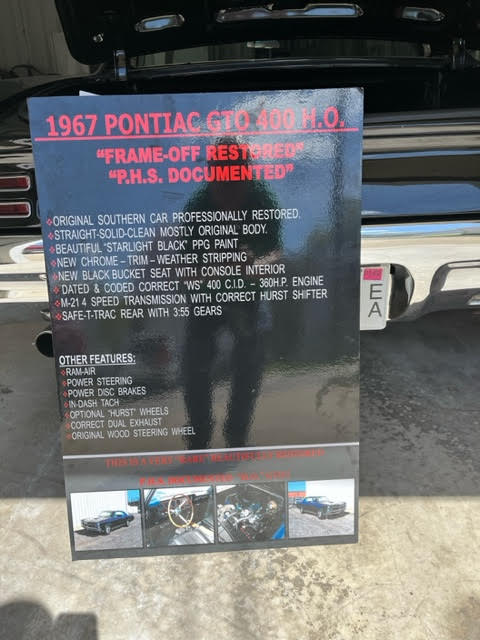 1967 PONTIAC GTO 400 H.O.
"FRAME-OFF RESTORED"
"P.H.S. DOCUMENTED"
ORIGINAL SOUTHERN CAR PROFESSIONALLY RESTORED.
STRAIGHT-SOLID-CLEAN MOSTLY ORIGINAL BODY.
BEAUTIFUL "STARLIGHT BLACK" PPG PAINT
NEW CHROME – TRIM – WEATHER STRIPPING
NEW BLACK BUCKET SEAT WITH CONSOLE INTERIOR
DATED & CODED CORRECT "WS" 400 C.I.D. – 360H.P. ENGINE
M-21 4 SPEED TRANSMISSION WITH CORRECT HURST SHIFTER
SAFE-T-TRAC REAR WITH 3:55 GEARS
OTHER FEATURES:
RAM-AIR
POWER STEERING
POWER DISC BRAKES
IN-DASH TACH
OPTIONAL "HURST" WHEELS
CORRECT DUAL EXHAUST
ORIGINAL WOOD STEERING WHEEL
THIS IS A VERY
EA